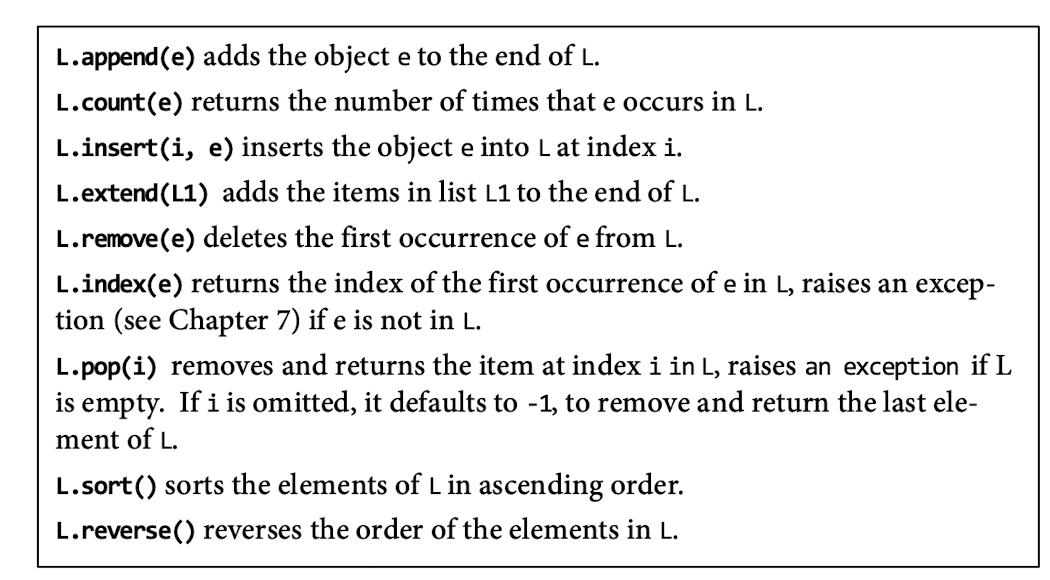 L.append(e) adds the object e to the end of L.
L.count(e) returns the number of times that e occurs in L.
L.insert(i, e) inserts the object e into L at index i.
L.extend(L1) adds the items in list L1 to the end of L.
L.remove(e) deletes the first occurrence of e from L.
L.index(e) returns the index of the first occurrence of e in L, raises an excep-
tion (see Chapter 7) if e is not in L.
L.pop(i) removes and returns the item at index i in L, raises an exception if L
is empty. If i is omitted, it defaults to -1, to remove and return the last ele-
ment of L.
L.sort() sorts the elements of L in ascending order.
L.reverse() reverses the order of the elements in L.